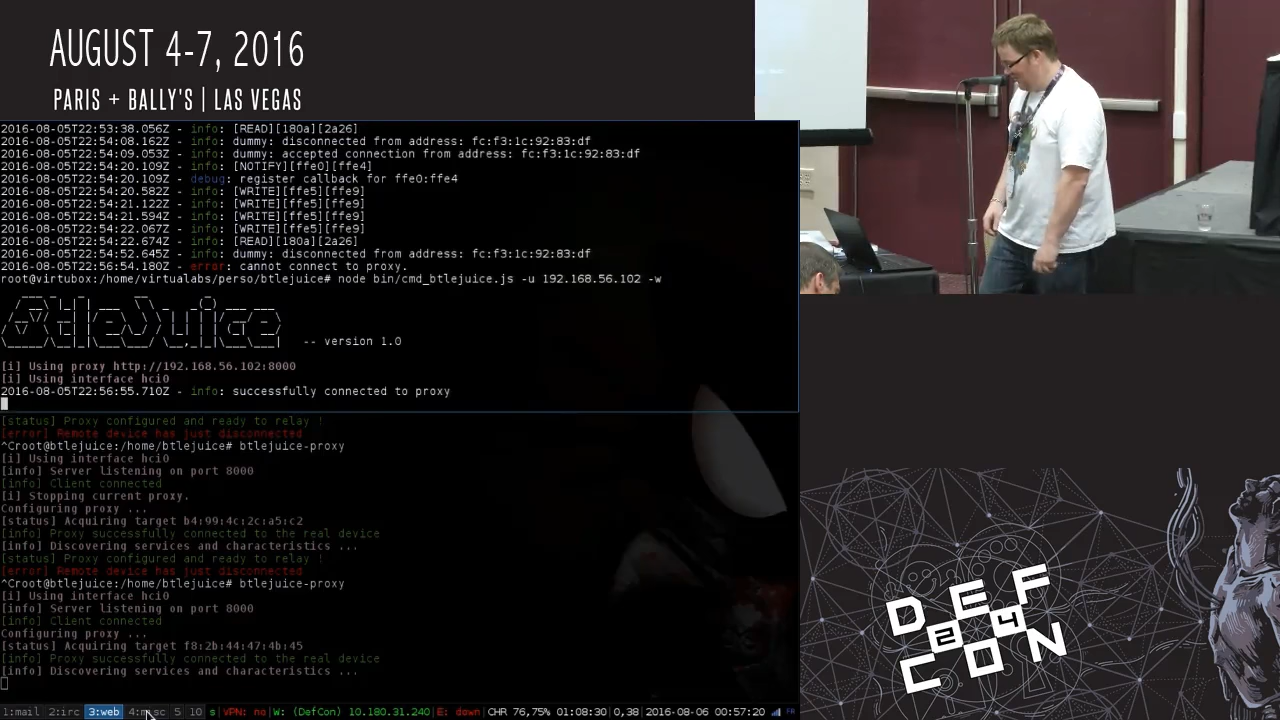 AUGUST 4-7, 2016
PARIS + BALLY'S | LAS VEGAS
2016-08-05T22:53:38.056Z - info: [READ][180a][2a26]
2016-08-05T22:54:08.162Z - info: dummy: disconnected from address: fc:f3:1c:92:83:df
2016-08-05T22:54:09.053Z - info: dummy: accepted connection from address: fc:f3:1c:92:83:df
2016-08-05T22:54:20.109Z - info: [NOTIFY][ffe0][ffe4]
2016-08-05T22:54:20.109Z - debug: register callback for ffe0:ffe4
2016-08-05T22:54:20.582Z - info: [WRITE][ffe5][ffe9]
2016-08-05T22:54:21.122Z - info: [WRITE][ffe5][ffe9]
2016-08-05T22:54:21.594Z - info: [WRITE][ffe5][ffe9]
2016-08-05T22:54:22.067Z - info: [WRITE][ffe5][ffe9]
2016-08-05T22:54:22.674Z - info: [READ][180a][2a26]
2016-08-05T22:54:52.645Z - info: dummy: disconnected from address: fc:f3:1c:92:83:df
2016-08-05T22:56:54.180Z - error: cannot connect to proxy.
root@virtubox:/home/virtualabs/perso/btlejuice# node bin/cmd_btlejuice.js -u 192.168.56.102 -w
BtleJuice
-- version 1.0
[i] Using proxy http://192.168.56.102:8000
[i] Using interface hci0
2016-08-05T22:56:55.710Z - info: successfully connected to proxy
[status] Proxy configured and ready to relay !
[error] Remote device has just disconnected
^Croot@btlejuice:/home/btlejuice# btlejuice-proxy
[i] Using interface hci0
[info] Server listening on port 8000
[info] Client connected
[i] Stopping current proxy.
Configuring proxy ...
[status] Acquiring target b4:99:4c:2c:a5:c2
[info] Proxy successfully connected to the real device
[info] Discovering services and characteristics ...
[status] Proxy configured and ready to relay !
[error] Remote device has just disconnected
^Croot@btlejuice:/home/btlejuice# btlejuice-proxy
[i] Using interface hci0
[info] Server listening on port 8000
[info] Client connected
Configuring proxy ...
[status] Acquiring target f8:2b:44:47:4b:45
[info] Proxy successfully connected to the real device
[info] Discovering services and characteristics ...
1:mail 2:irc 3:web 4:misc 5 10 s VPN: no W: (DefCon) 10.180.31.240 E: down CHR 76,75% 01:08:30 0,38 2016-08-06 00:57:20 FR
DEF
24
CON